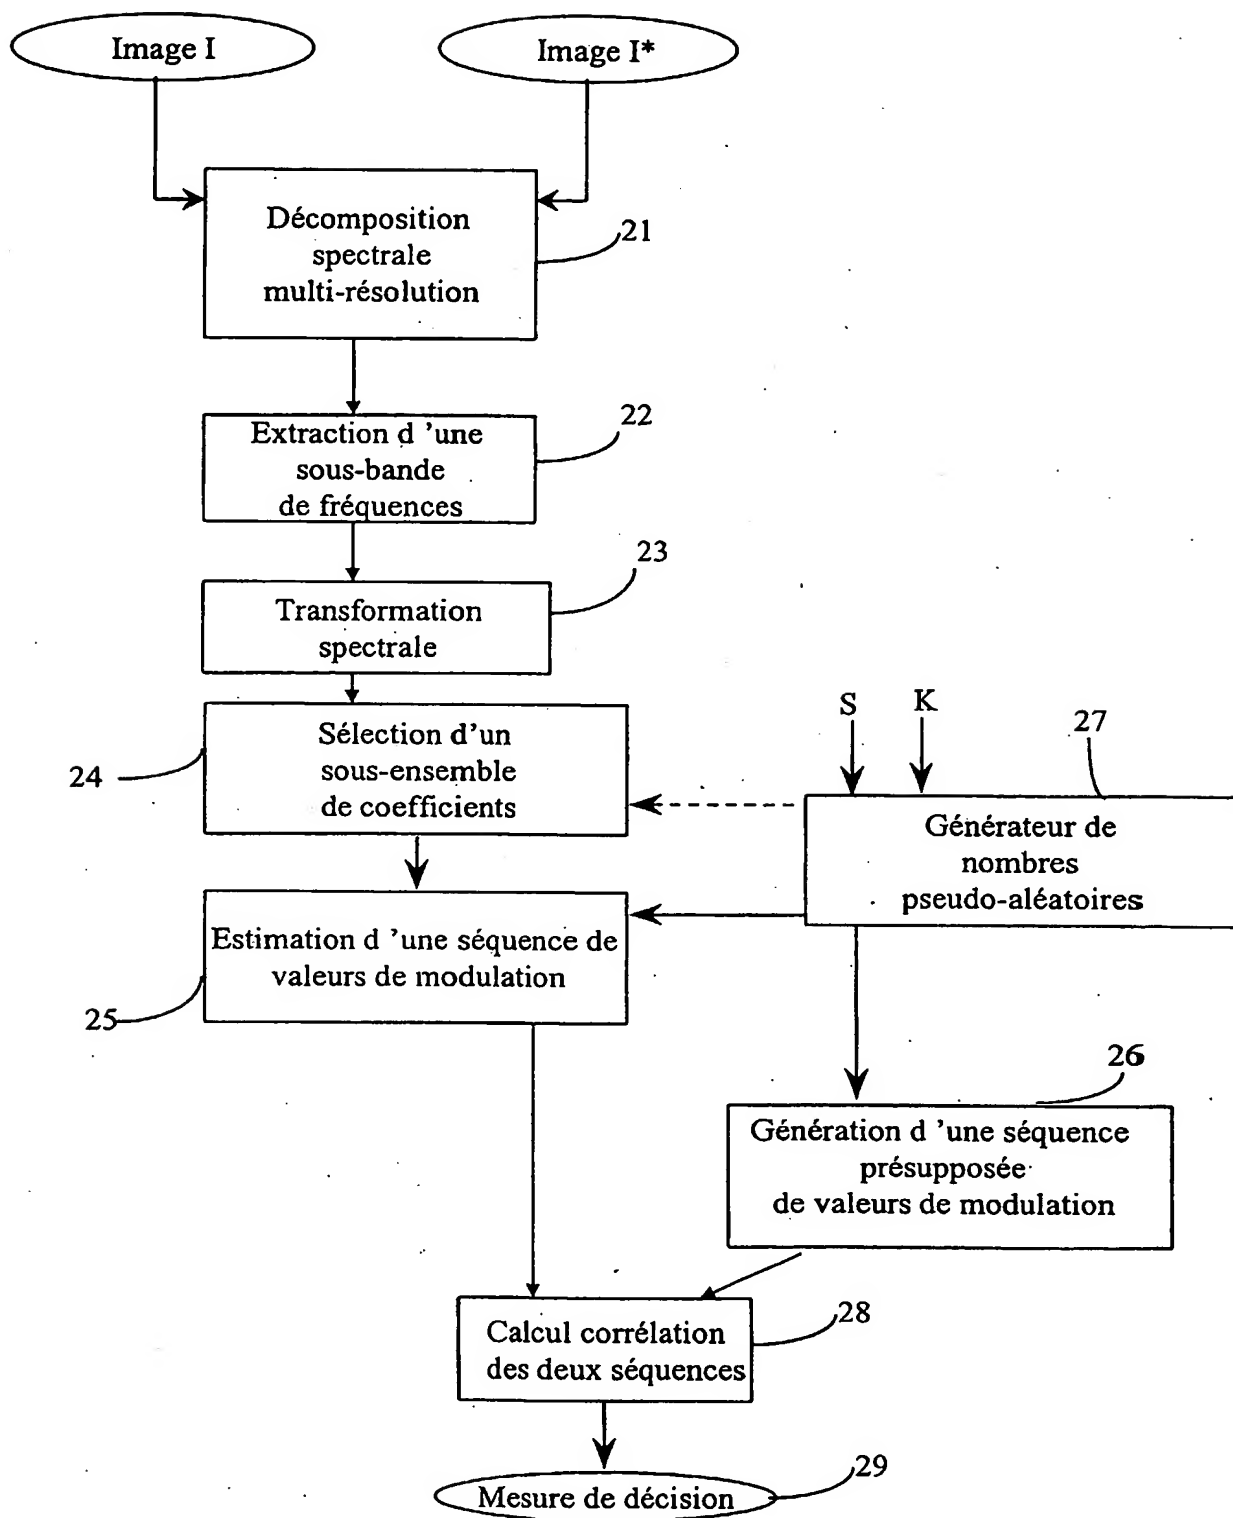 Image I
Image I*
Décomposition
spectrale
multi-résolution
21
Extraction d 'une
sous-bande
de fréquences
22
23
Transformation
spectrale
Sélection d'un
sous-ensemble
de coefficients
24
S
K
27
Générateur de
nombres
pseudo-aléatoires
Estimation d 'une séquence de
valeurs de modulation
25
26
Génération d 'une séquence
présupposée
de valeurs de modulation
Calcul corrélation
des deux séquences
28
Mesure de décision
29